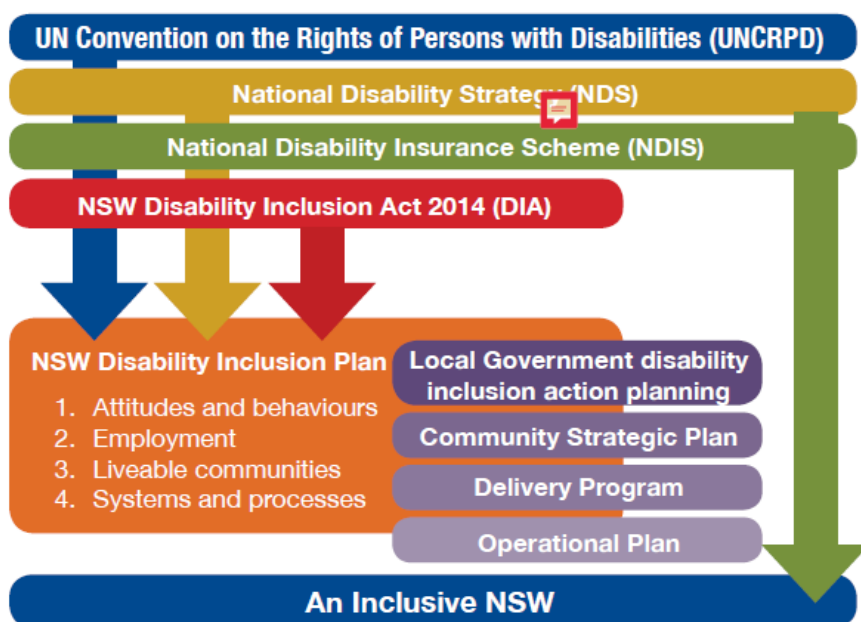 UN Convention on the Rights of Persons with Disabilities (UNCRPD)
National Disability Strategy (NDS)
National Disability Insurance Scheme (NDIS)
NSW Disability Inclusion Act 2014 (DIA)
NSW Disability Inclusion Plan
1. Attitudes and behaviours
2. Employment
3. Liveable communities
4. Systems and processes
Local Government disability
inclusion action planning
Community Strategic Plan
Delivery Program
Operational Plan
An Inclusive NSW